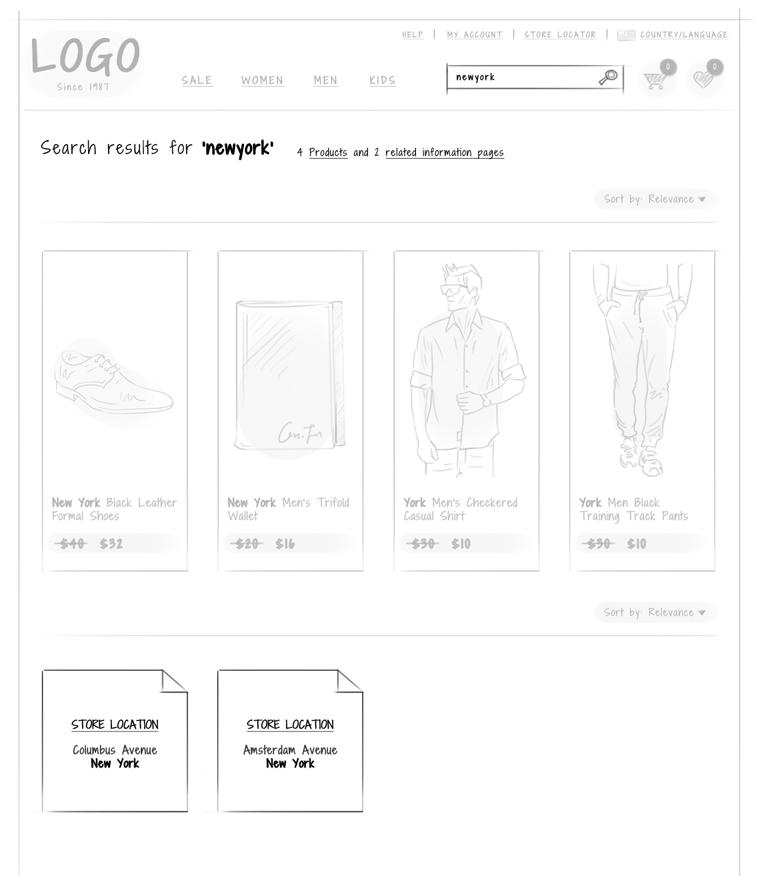 HELP | MY ACCOUNT | STORE LOCATOR | COUNTRY/LANGUAGE
LOGO
Since 1987
SALE WOMEN MEN KIDS
newyork
0 0
Search results for 'newyork' 4 Products and 2 related information pages
Sort by: Relevance
New York Black Leather
Formal Shoes
$40 $32
New York Men's Trifold
Wallet
$20 $16
York Men's Checkered
Casual Shirt
$30 $10
York Men Black
Training Track Pants
$30 $10
Sort by: Relevance
STORE LOCATION
Columbus Avenue
New York
STORE LOCATION
Amsterdam Avenue
New York